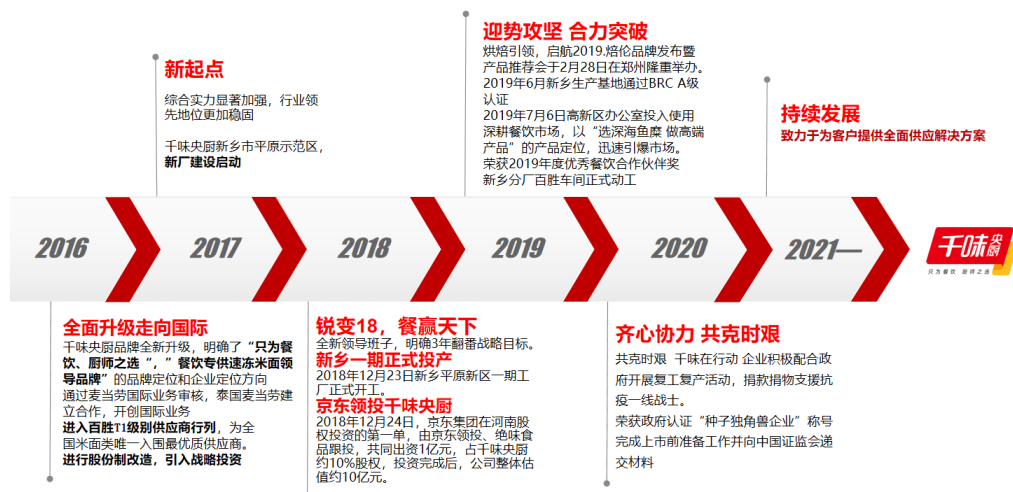 新起点
综合实力显著加强，行业领
先地位更加稳固
千味央厨新乡市平原示范区，
新厂建设启动
迎势攻坚 合力突破
烘焙引领，启航2019.焙伦品牌发布暨
产品推荐会于2月28日在郑州隆重举办。
2019年6月新乡生产基地通过BRC A级
认证
2019年7月6日高新区办公室投入使用
深耕餐饮市场，以“选深海鱼糜 做高端
产品”的产品定位，迅速引爆市场。
荣获2019年度优秀餐饮合作伙伴奖
新乡分厂百胜车间正式动工
持续发展
致力于为客户提供全面供应解决方案
2016
2017
2018
2019
2020
2021—
千味央厨
只为餐饮 厨师之选
全面升级走向国际
千味央厨品牌全新升级，明确了“只为餐
饮、厨师之选“，”餐饮专供速冻米面领
导品牌”的品牌定位和企业定位方向
通过麦当劳国际业务审核，泰国麦当劳建
立合作，开创国际业务
进入百胜T1级别供应商行列，为全
国米面类唯一入围最优质供应商。
进行股份制改造，引入战略投资
锐变18，餐赢天下
全新领导班子，明确3年翻番战略目标。
新乡一期正式投产
2018年12月23日新乡平原新区一期工
厂正式开工。
京东领投千味央厨
2018年12月24日，京东集团在河南股
权投资的第一单，由京东领投、绝味食
品跟投，共同出资1亿元，占千味央厨
约10%股权，投资完成后，公司整体估
值约10亿元。
齐心协力 共克时艰
共克时艰 千味在行动 企业积极配合政
府开展复工复产活动，捐款捐物支援抗
疫一线战士。
荣获政府认证“种子独角兽企业”称号
完成上市前准备工作并向中国证监会递
交材料